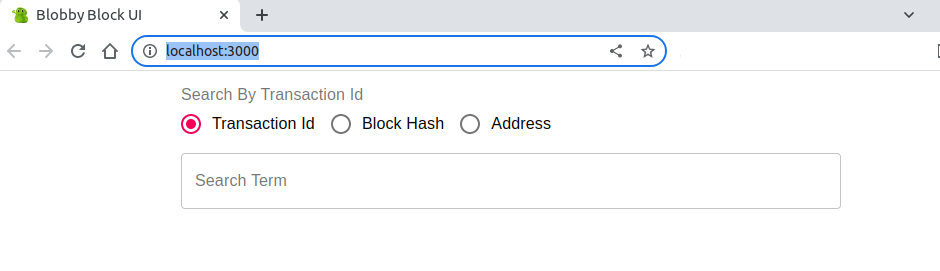 Blobby Block UI
localhost:3000
Search By Transaction Id
Transaction Id Block Hash Address
Search Term